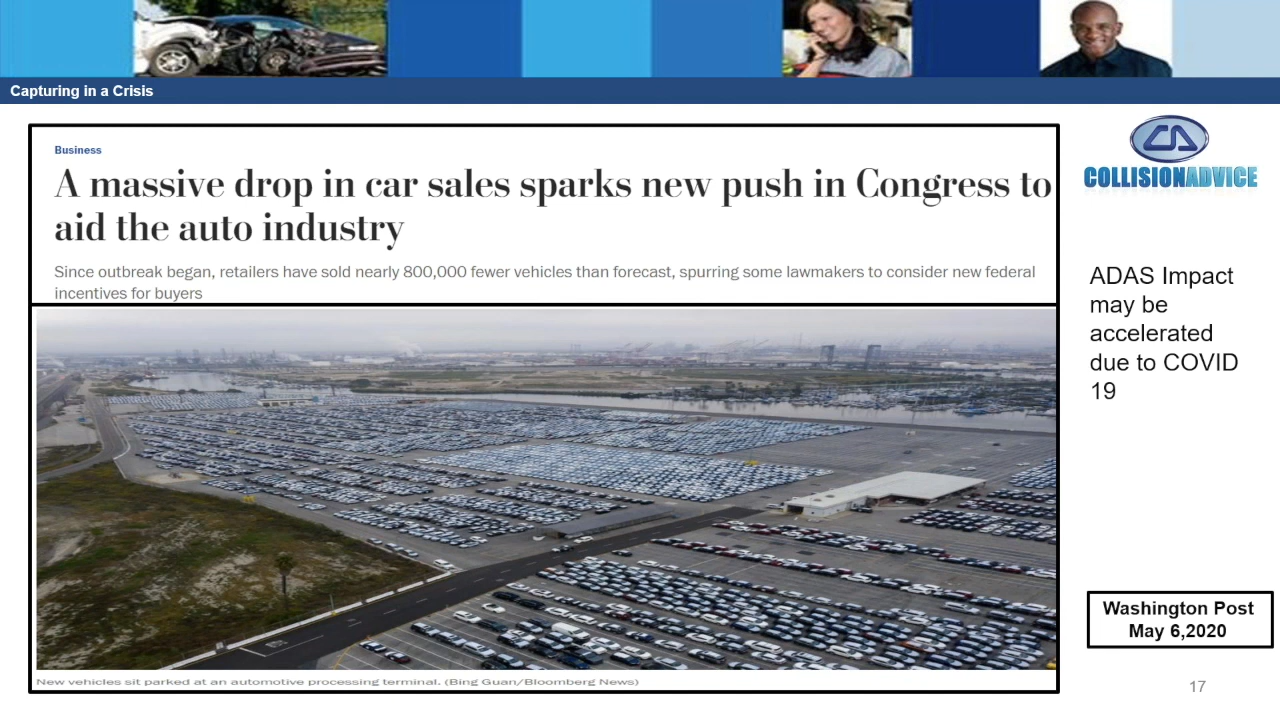 Capturing in a Crisis
Business
A massive drop in car sales sparks new push in Congress to
aid the auto industry
Since outbreak began, retailers have sold nearly 800,000 fewer vehicles than forecast, spurring some lawmakers to consider new federal
incentives for buyers
New vehicles sit parked at an automotive processing terminal. (Bing Guan/Bloomberg News)
COLLISIONADVICE
ADAS Impact
may be
accelerated
due to COVID
19
Washington Post
May 6,2020
17